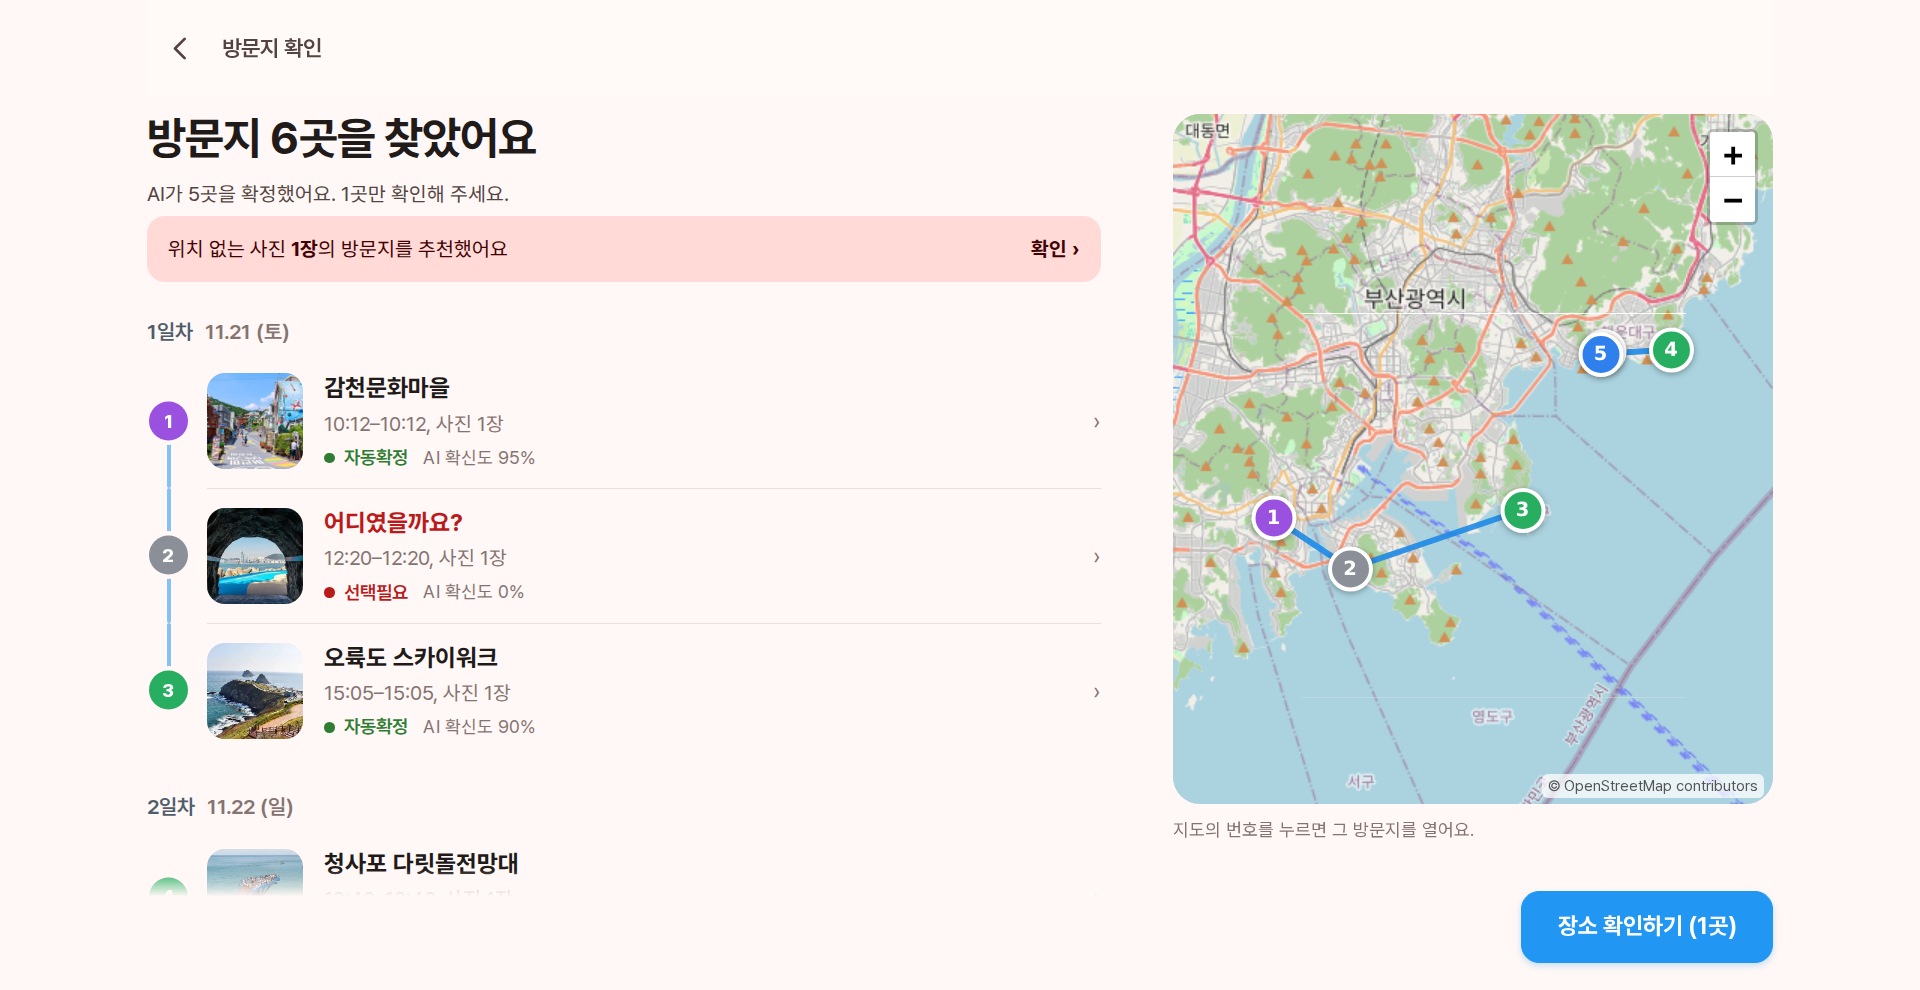 방문지 확인
방문지 6곳을 찾았어요
AI가 5곳을 확정했어요. 1곳만 확인해 주세요.
위치 없는 사진 1장의 방문지를 추천했어요
확인 ›
1일차 11.21 (토)
1
감천문화마을
10:12–10:12, 사진 1장
자동확정 AI 확신도 95%
2
어디였을까요?
12:20–12:20, 사진 1장
선택필요 AI 확신도 0%
3
오륙도 스카이워크
15:05–15:05, 사진 1장
자동확정 AI 확신도 90%
2일차 11.22 (일)
청사포 다릿돌전망대
대동면
+
−
부산광역시
5
4
1
2
3
영도구
부산광역시
서구
© OpenStreetMap contributors
지도의 번호를 누르면 그 방문지를 열어요.
장소 확인하기 (1곳)